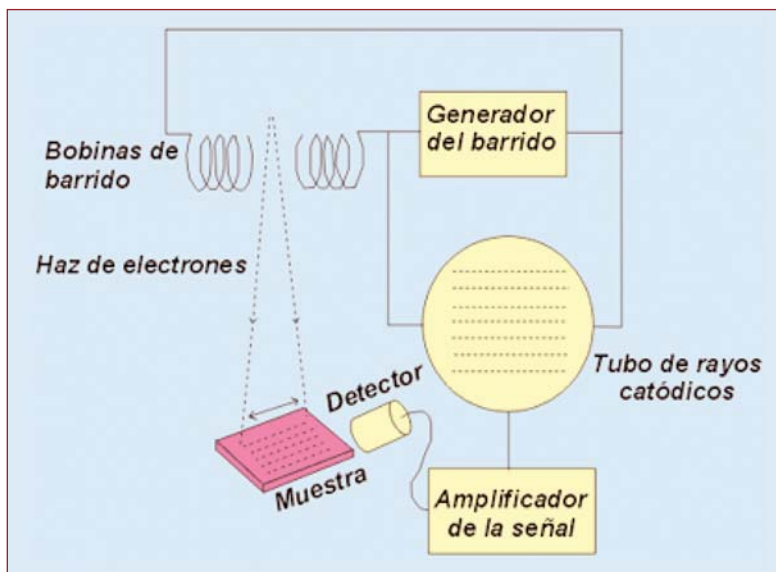 Generador
del barrido
Bobinas de
barrido
Haz de electrones
Detector
Tubo de rayos
catódicos
Muestra
Amplificador
de la señal